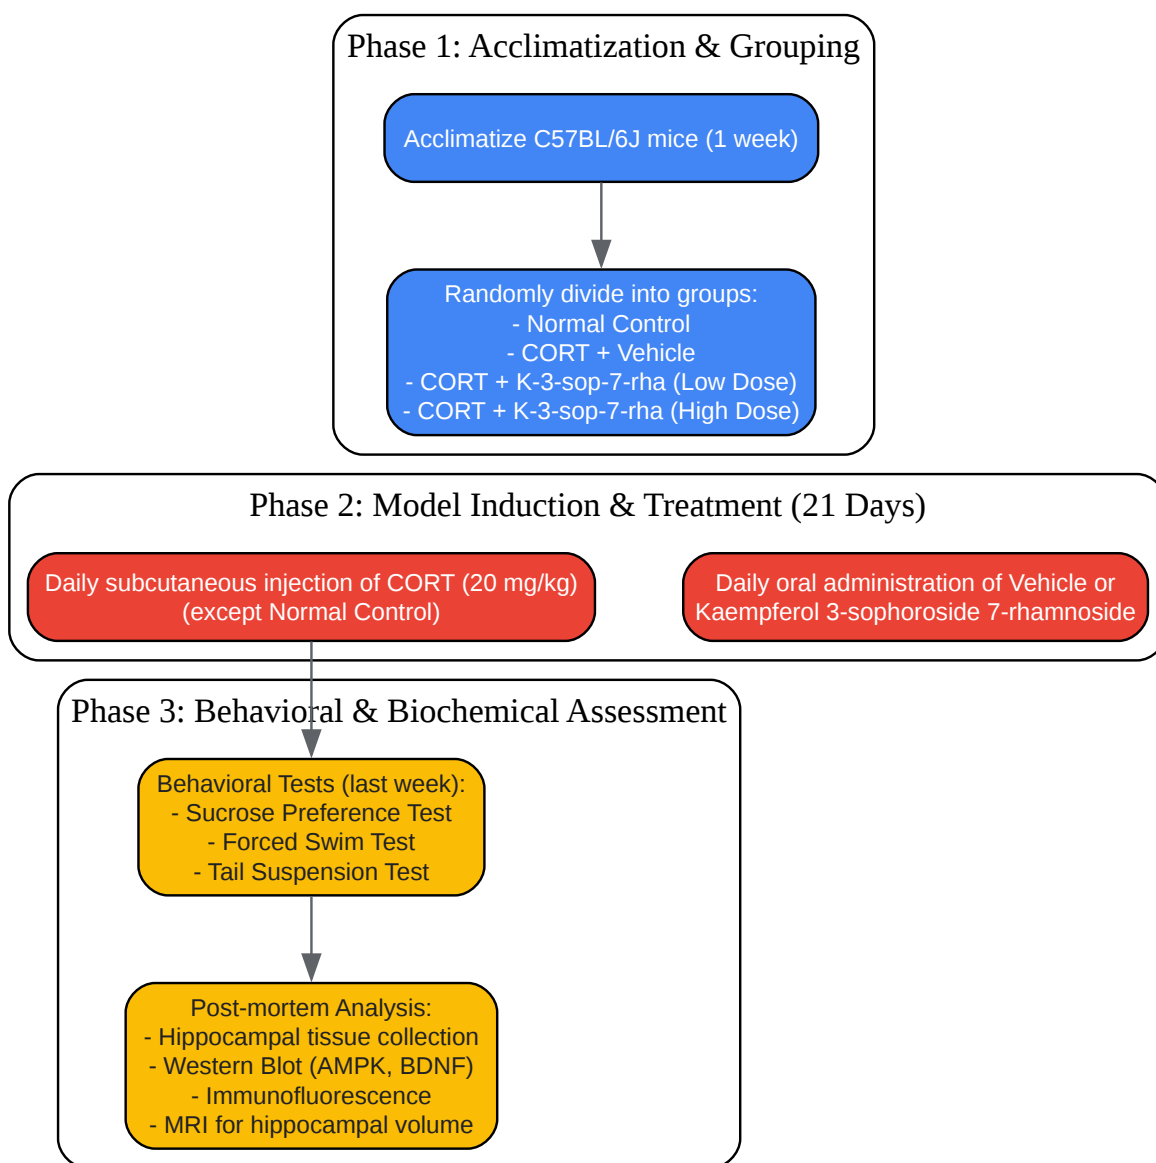 Phase 1: Acclimatization & Grouping
Acclimatize C57BL/6J mice (1 week)
Randomly divide into groups:
- Normal Control
- CORT + Vehicle
- CORT + K-3-sop-7-rha (Low Dose)
- CORT + K-3-sop-7-rha (High Dose)
Phase 2: Model Induction & Treatment (21 Days)
Daily subcutaneous injection of CORT (20 mg/kg)
(except Normal Control)
Daily oral administration of Vehicle or
Kaempferol 3-sophoroside 7-rhamnoside
Phase 3: Behavioral & Biochemical Assessment
Behavioral Tests (last week):
- Sucrose Preference Test
- Forced Swim Test
- Tail Suspension Test
Post-mortem Analysis:
- Hippocampal tissue collection
- Western Blot (AMPK, BDNF)
- Immunofluorescence
- MRI for hippocampal volume